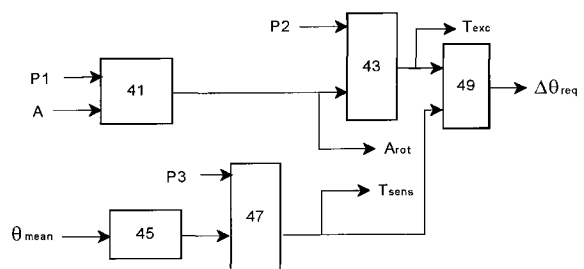 P2
Texc
43
49
P1
41
Δθreq
A
Arot
P3
Tsens
47
θmean
45